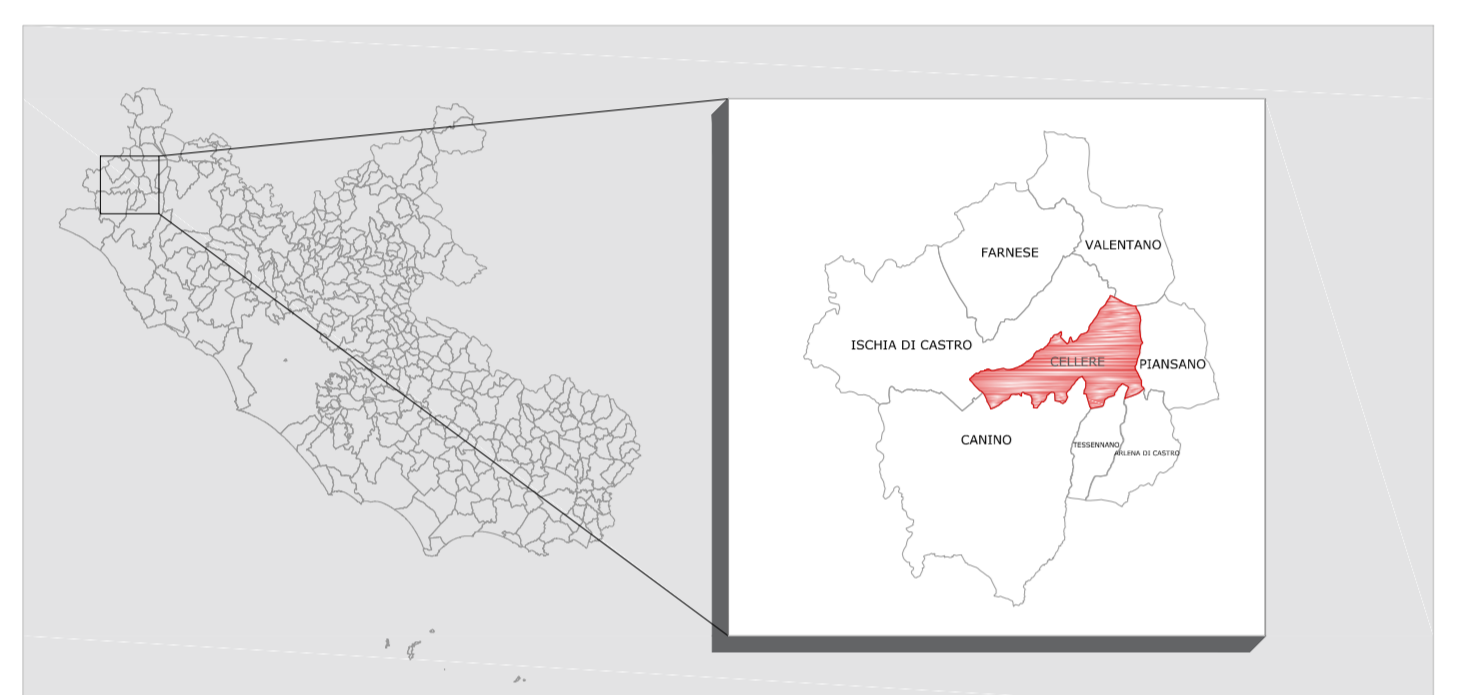 VALENTANO
FARNESE
ISCHIA DI CASTRO
CELLERE
PIANSANO
CANINO
TESSENNANO
ARLENA DI CASTRO